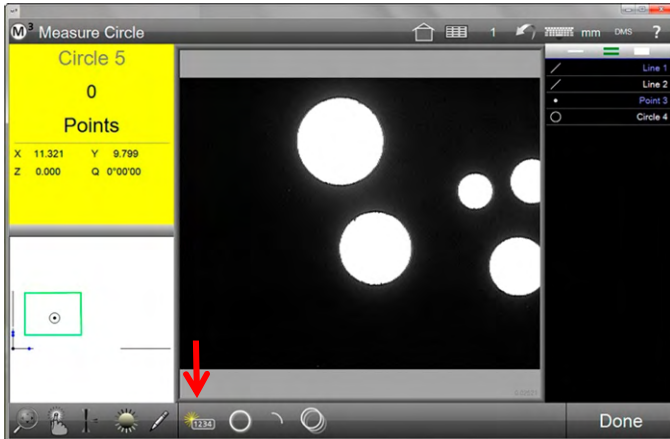 M³ Measure Circle
1
mm
DMS
?
Circle 5
0
Points
X 11.321 Y 9.799
Z 0.000 Q 0°00'00
Line 1
Line 2
Point 3
Circle 4
1234
Done